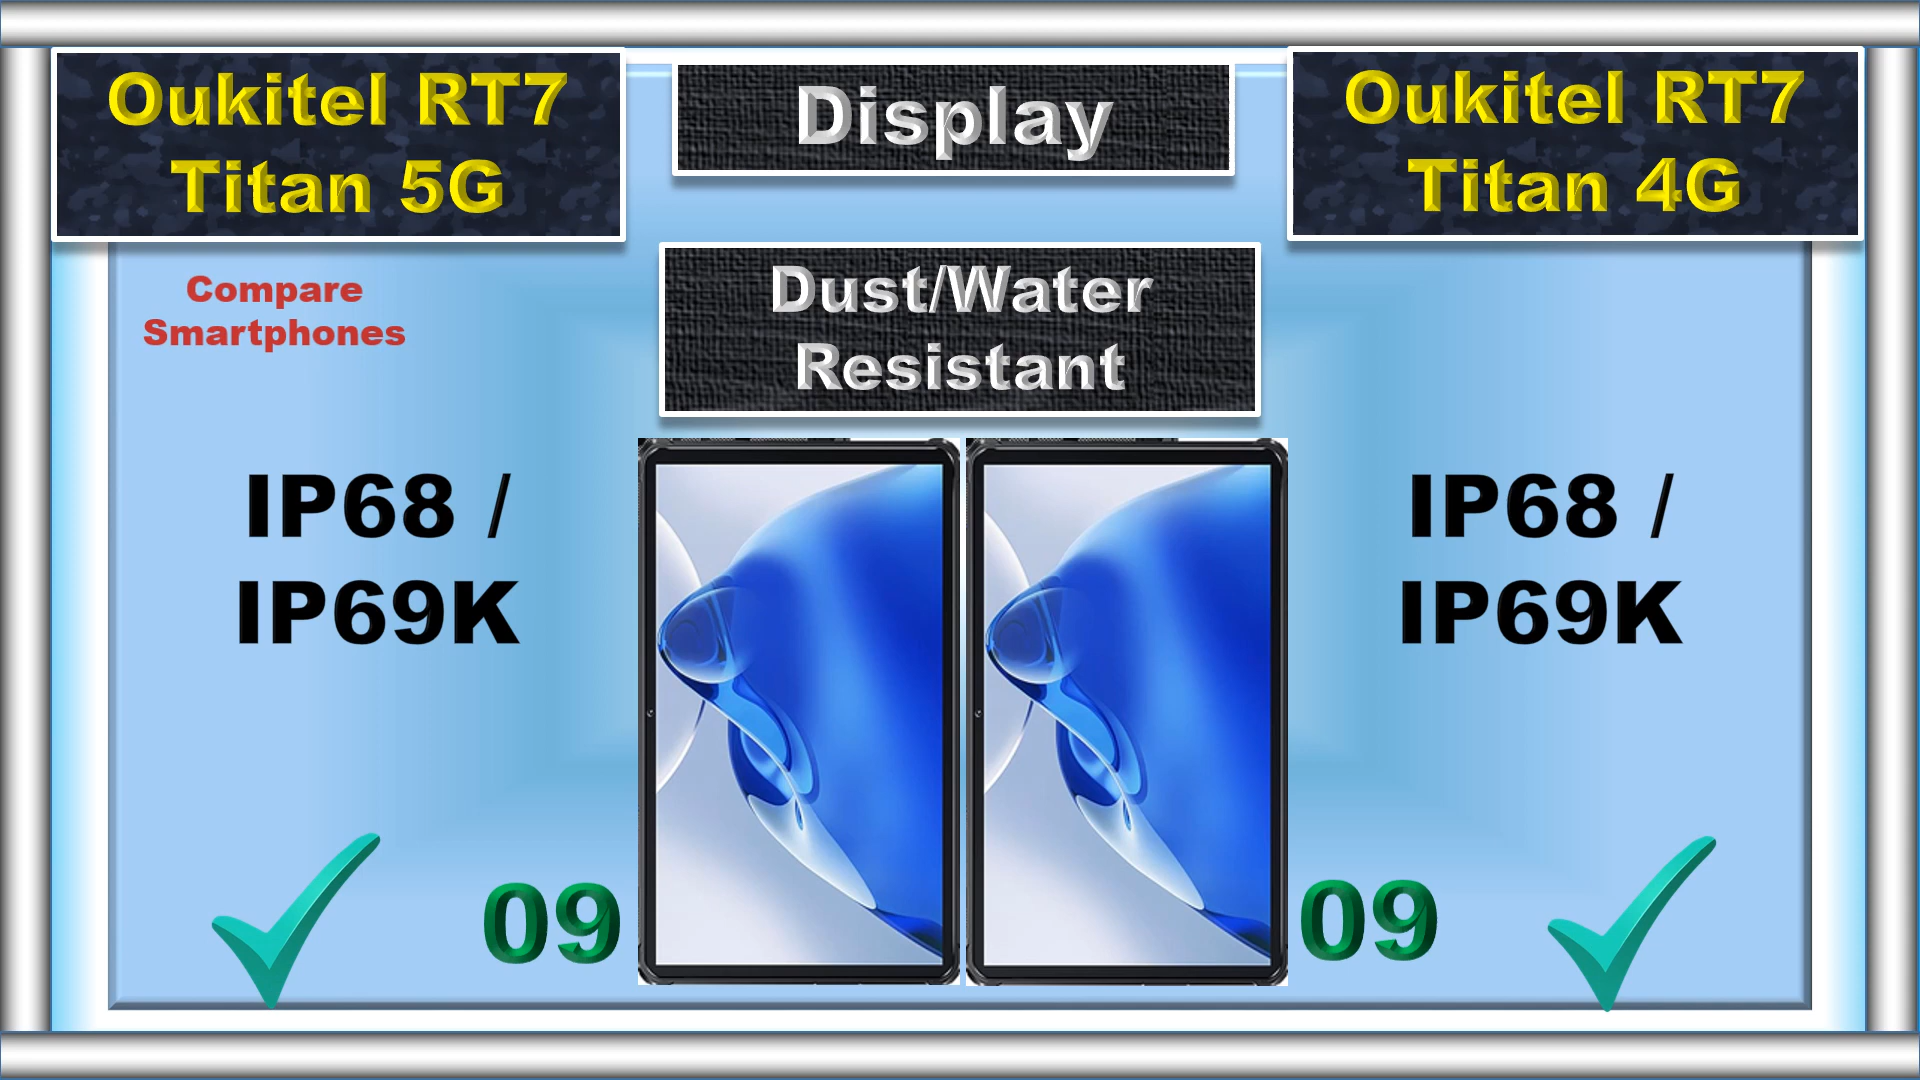 Oukitel RT7
Titan 5G
Display
Oukitel RT7
Titan 4G
Compare
Smartphones
Dust/Water
Resistant
IP68 /
IP69K
IP68 /
IP69K
09
09